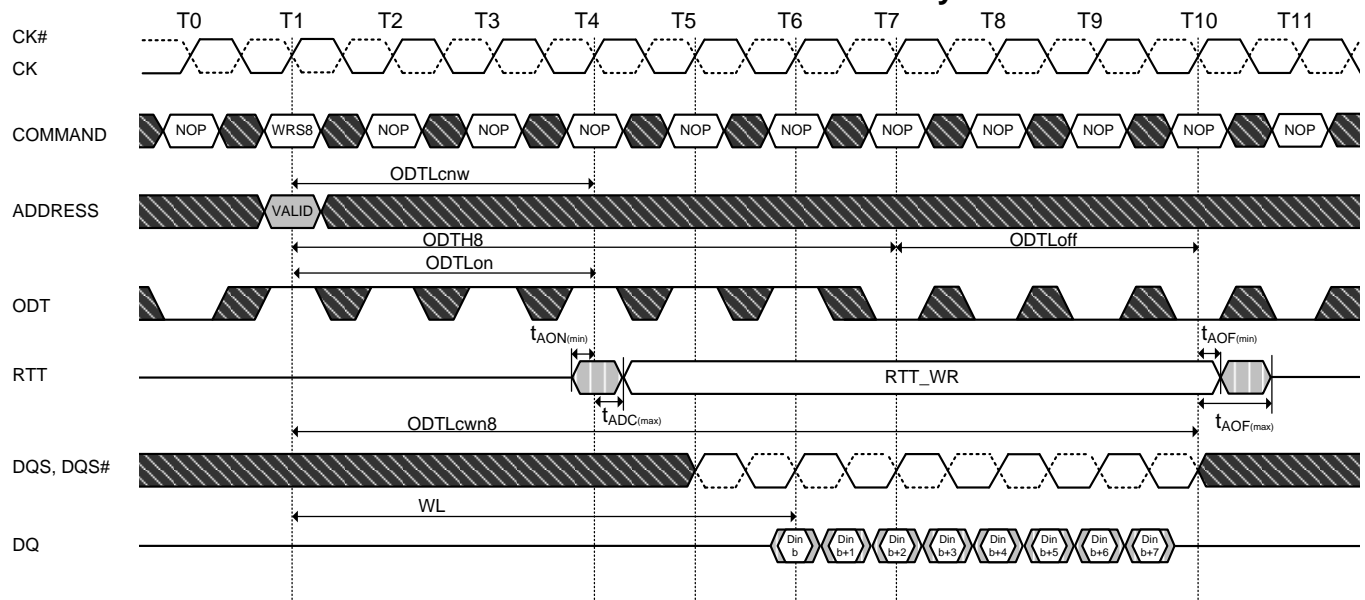 T0 T1 T2 T3 T4 T5 T6 T7 T8 T9 T10 T11
CK#
CK
COMMAND
NOP WRS8 NOP NOP NOP NOP NOP NOP NOP NOP NOP NOP
ODTLcnw
ADDRESS
VALID
ODTH8 ODTLoff
ODTLon
ODT
tAON(min) tAOF(min)
RTT
RTT_WR
tADC(max) tAOF(max)
ODTLcwn8
DQS, DQS#
WL
DQ
Din b Din b+1 Din b+2 Din b+3 Din b+4 Din b+5 Din b+6 Din b+7